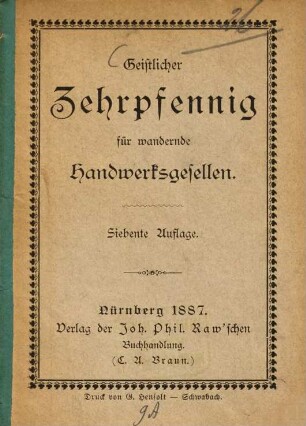 Geistlicher
Zehrpfennig
für wandernde
Handwerksgesellen.
Siebente Auflage.
Nürnberg 1887.
Verlag der Joh. Phil. Raw'schen
Buchhandlung.
(C. A. Braun.)
Druck von G. Hensolt — Schwabach.